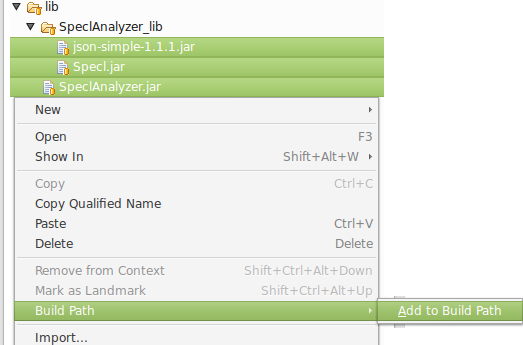 lib
SpeclAnalyzer_lib
json-simple-1.1.1.jar
Specl.jar
SpeclAnalyzer.jar
New
Open F3
Show In Shift+Alt+W
Copy Ctrl+C
Copy Qualified Name
Paste Ctrl+V
Delete Delete
Remove from Context Shift+Ctrl+Alt+Down
Mark as Landmark Shift+Ctrl+Alt+Up
Build Path Add to Build Path
Import...